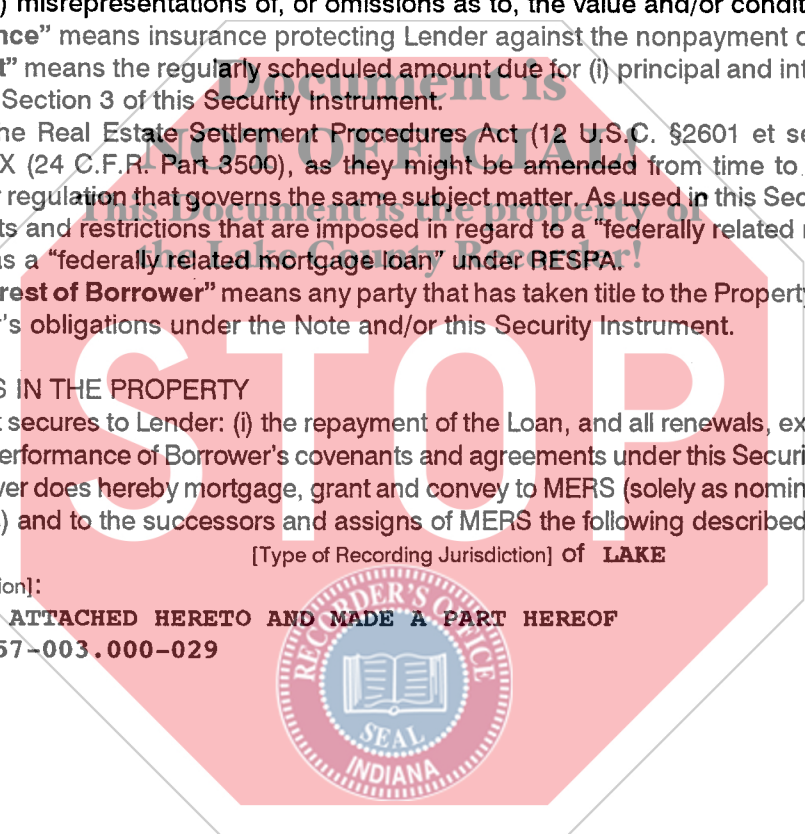 ) misrepresentations of, or omissions as to, the value and/or condit
nce” means insurance protecting Lender against the nonpayment o
t” means the regularly scheduled amount due for (i) principal and int
Document is
Section 3 of this Security Instrument.
he Real Estate Settlement Procedures Act (12 U.S.C. §2601 et se
NOT OFFICIAL!
X (24 C.F.R. Part 3500), as they might be amended from time to
r regulation that governs the same subject matter. As used in this Sec
This Document is the property of
ts and restrictions that are imposed in regard to a “federally related
the Lake County Recorder!
as a “federally related mortgage loan” under RESPA.
rest of Borrower” means any party that has taken title to the Property
r’s obligations under the Note and/or this Security Instrument.
STOP
S IN THE PROPERTY
t secures to Lender: (i) the repayment of the Loan, and all renewals, ex
erformance of Borrower’s covenants and agreements under this Securi
ver does hereby mortgage, grant and convey to MERS (solely as nomin
) and to the successors and assigns of MERS the following described
[Type of Recording Jurisdiction] of LAKE
ion]:
ATTACHED HERETO AND MADE A PART HEREOF
57-003.000-029
RECORDER'S OFFICE
SEAL
INDIANA